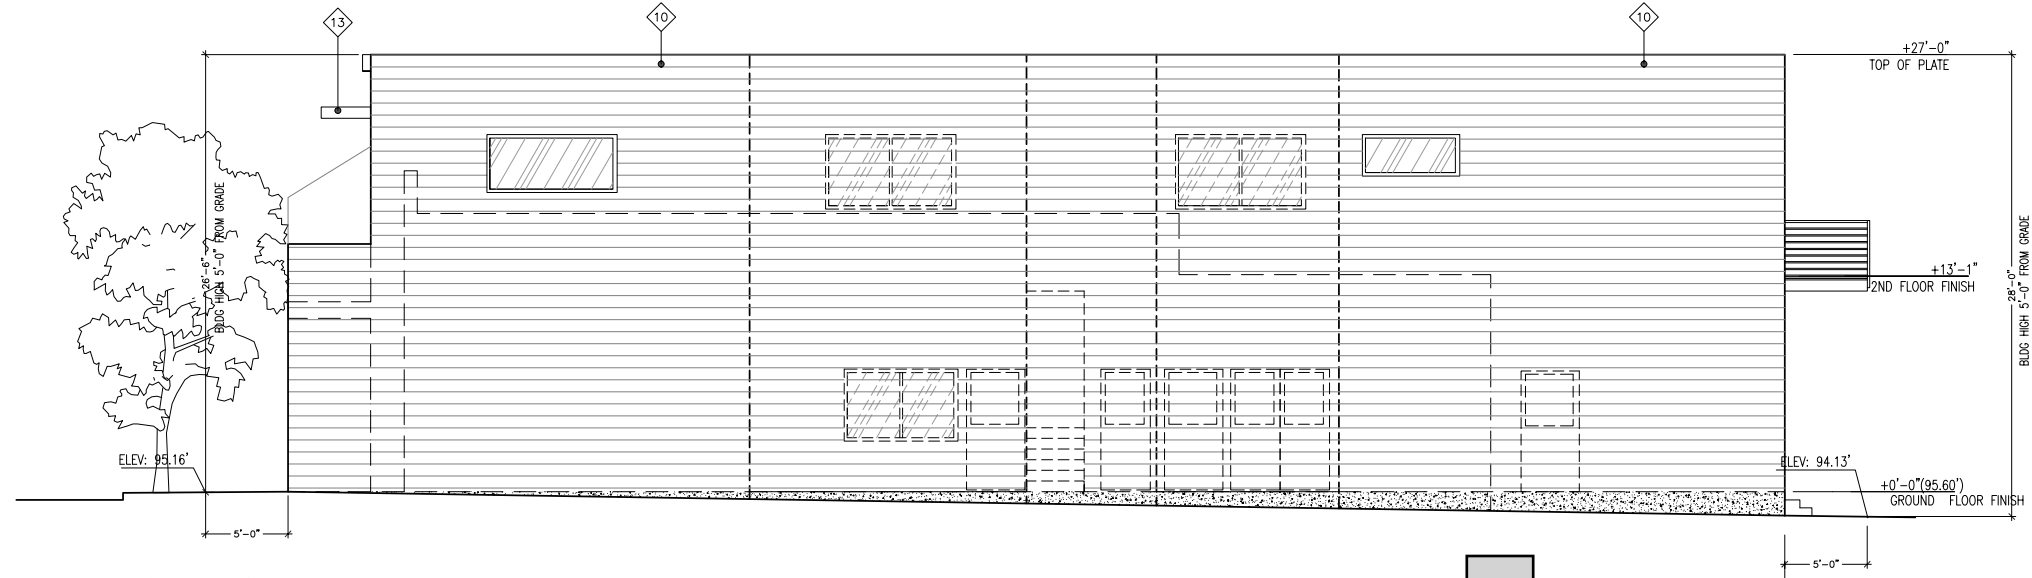 13
10
10
+27'-0"
TOP OF PLATE
26'-6"
BLDG HIGH 5'-0" FROM GRADE
+13'-1"
2ND FLOOR FINISH
28'-0"
BLDG HIGH 5'-0" FROM GRADE
ELEV: 95.16'
ELEV: 94.13'
+0'-0"(95.60')
GROUND FLOOR FINISH
5'-0"
5'-0"